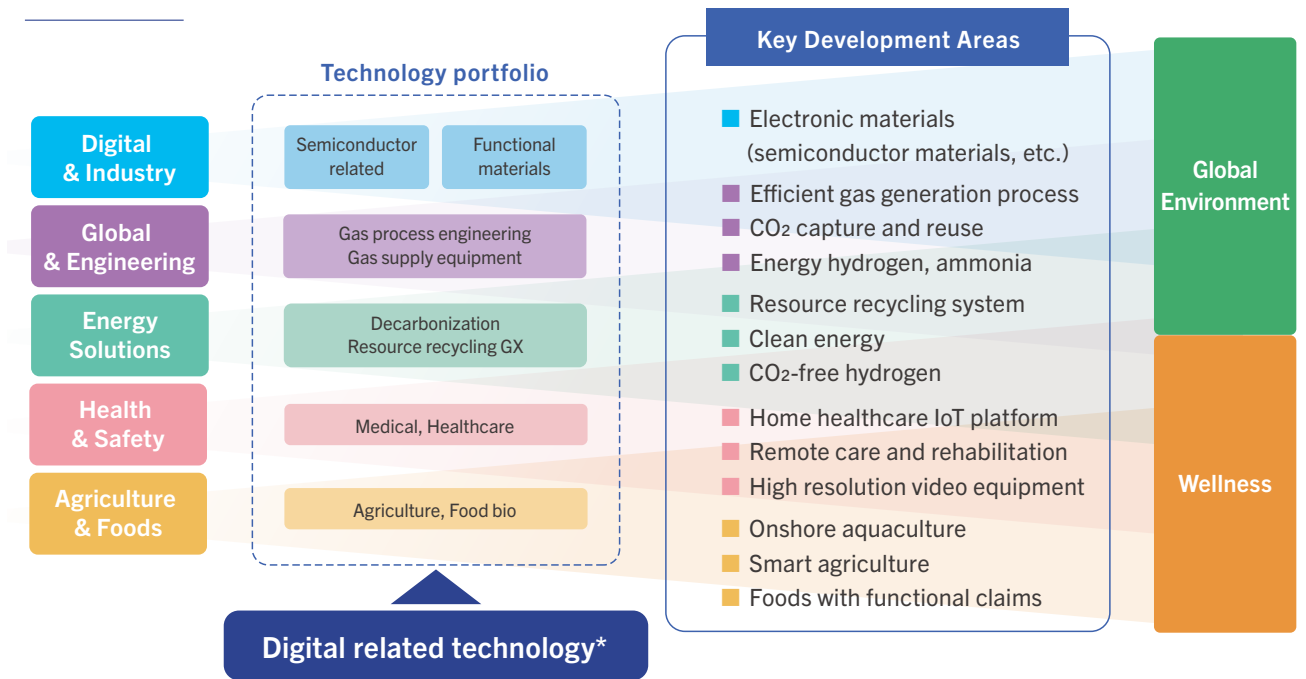 Key Development Areas
Technology portfolio
Digital
& Industry
Semiconductor
related
Functional
materials
Global
& Engineering
Gas process engineering
Gas supply equipment
Energy
Solutions
Decarbonization
Resource recycling GX
Health
& Safety
Medical, Healthcare
Agriculture
& Foods
Agriculture, Food bio
Digital related technology*
Electronic materials
(semiconductor materials, etc.)
Efficient gas generation process
CO₂ capture and reuse
Energy hydrogen, ammonia
Resource recycling system
Clean energy
CO₂-free hydrogen
Home healthcare IoT platform
Remote care and rehabilitation
High resolution video equipment
Onshore aquaculture
Smart agriculture
Foods with functional claims
Global
Environment
Wellness